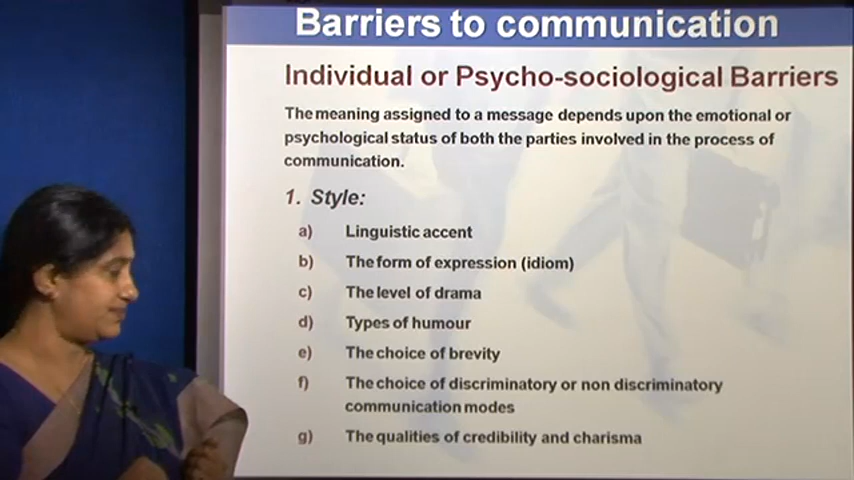 Barriers to communication
Individual or Psycho-sociological Barriers
The meaning assigned to a message depends upon the emotional or
psychological status of both the parties involved in the process of
communication.
1. Style:
a) Linguistic accent
b) The form of expression (idiom)
c) The level of drama
d) Types of humour
e) The choice of brevity
f) The choice of discriminatory or non discriminatory
communication modes
g) The qualities of credibility and charisma